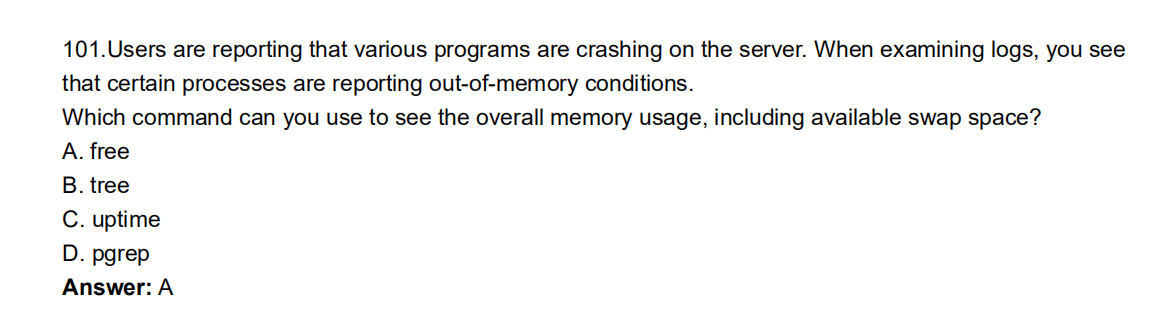 101.Users are reporting that various programs are crashing on the server. When examining logs, you see
that certain processes are reporting out-of-memory conditions.
Which command can you use to see the overall memory usage, including available swap space?
A. free
B. tree
C. uptime
D. pgrep
Answer: A